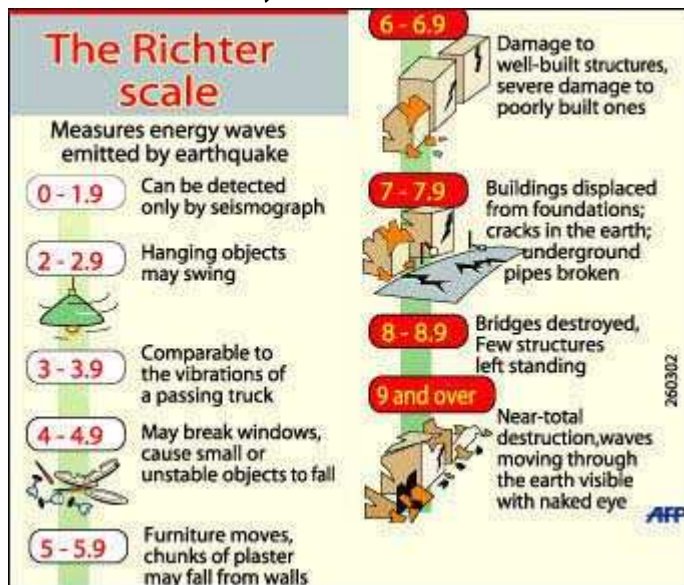 The Richter
scale
Measures energy waves
emitted by earthquake
0 - 1.9
Can be detected
only by seismograph
2 - 2.9
Hanging objects
may swing
3 - 3.9
Comparable to
the vibrations of
a passing truck
4 - 4.9
May break windows,
cause small or
unstable objects to fall
5 - 5.9
Furniture moves,
chunks of plaster
may fall from walls
6 - 6.9
Damage to
well-built structures,
severe damage to
poorly built ones
7 - 7.9
Buildings displaced
from foundations;
cracks in the earth;
underground
pipes broken
8 - 8.9
Bridges destroyed,
Few structures
left standing
9 and over
Near-total
destruction,waves
moving through
the earth visible
with naked eye
260302
AFP